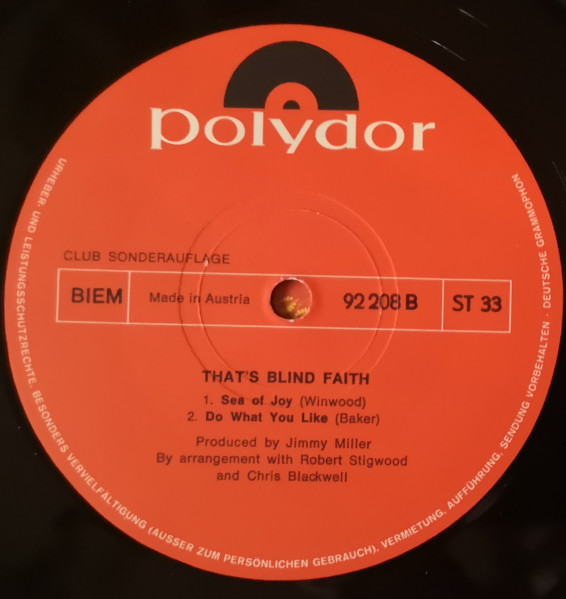 polydor
CLUB SONDERAUFLAGE
BIEM
Made in Austria
92 208 B
ST 33
THAT'S BLIND FAITH
1. Sea of Joy (Winwood)
2. Do What You Like (Baker)
Produced by Jimmy Miller
By arrangement with Robert Stigwood
and Chris Blackwell
URHEBER- UND LEISTUNGSSCHUTZRECHTE, BESONDERS VERVIELFÄLTIGUNG (AUSSER ZUM PERSÖNLICHEN GEBRAUCH), VERMIETUNG, AUFFÜHRUNG, SENDUNG VORBEHALTEN · DEUTSCHE GRAMMOPHON